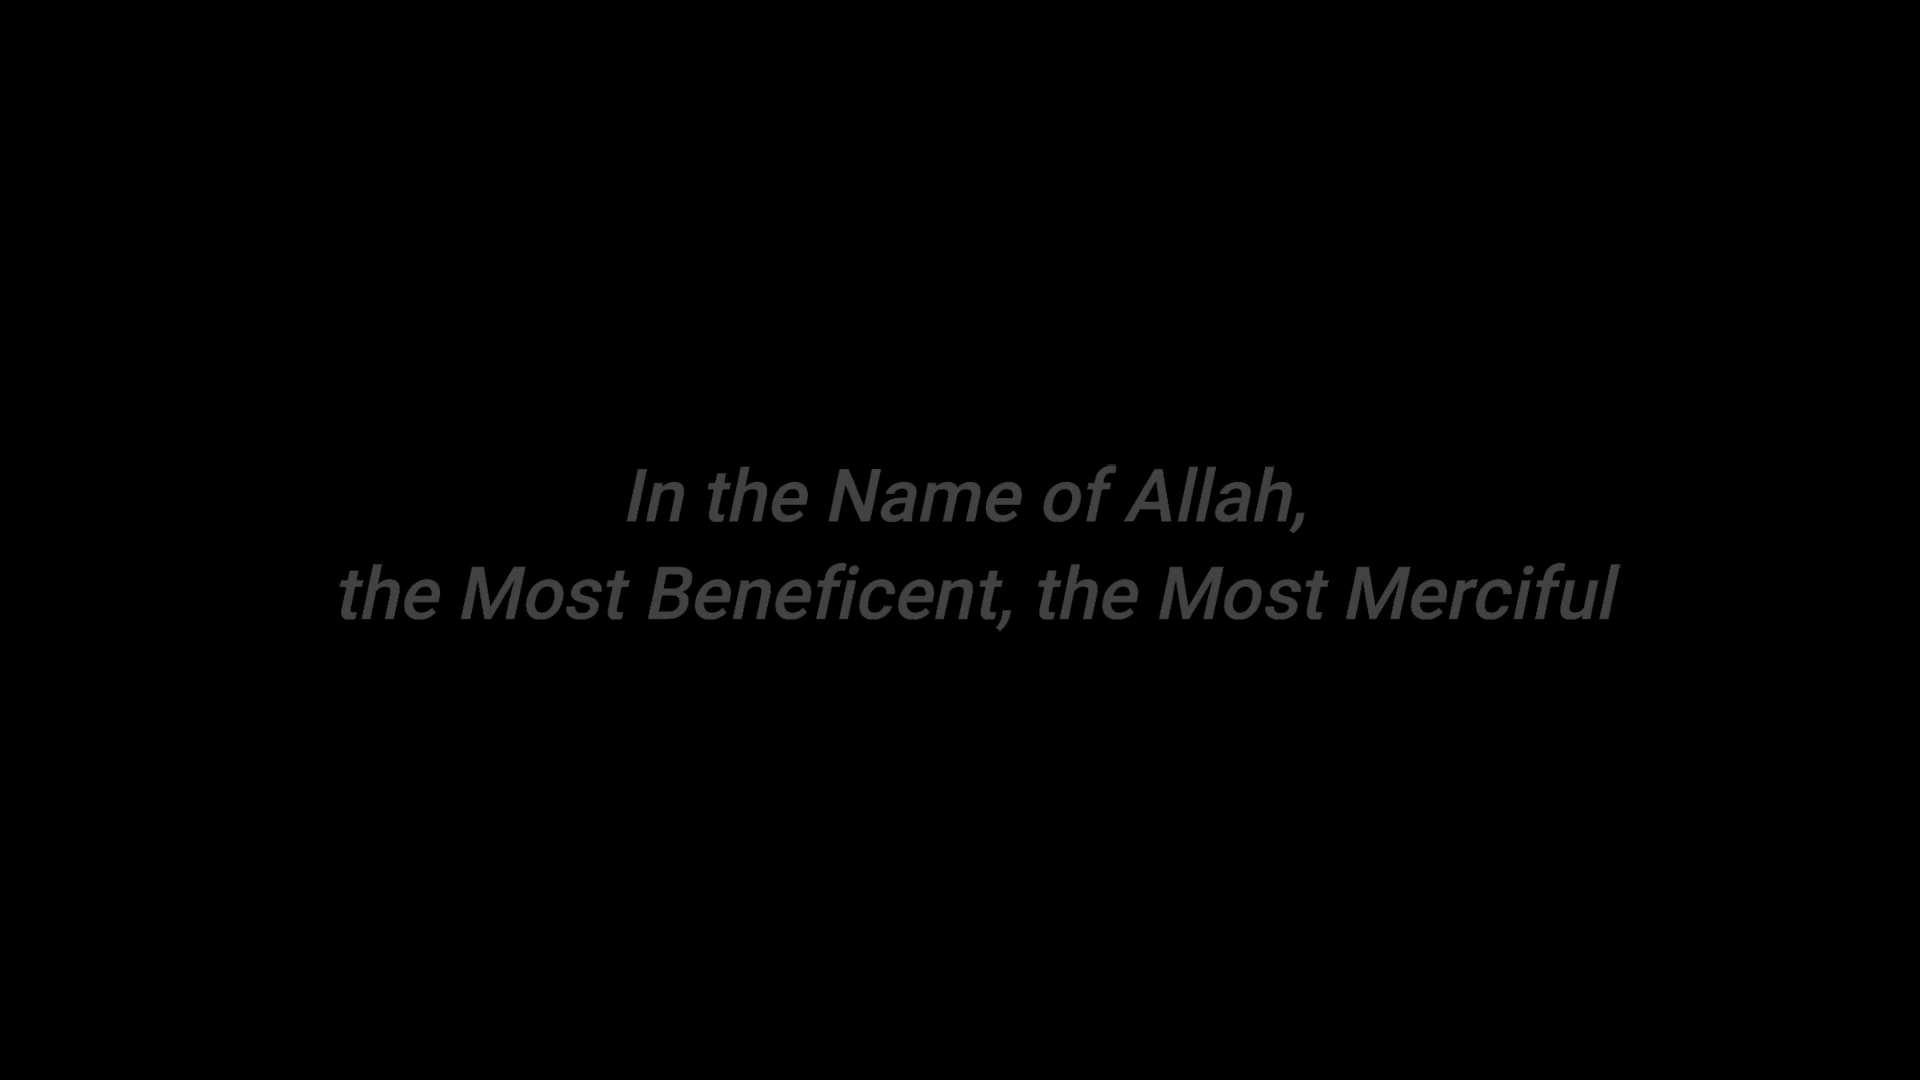 In the Name of Allah,
the Most Beneficent, the Most Merciful